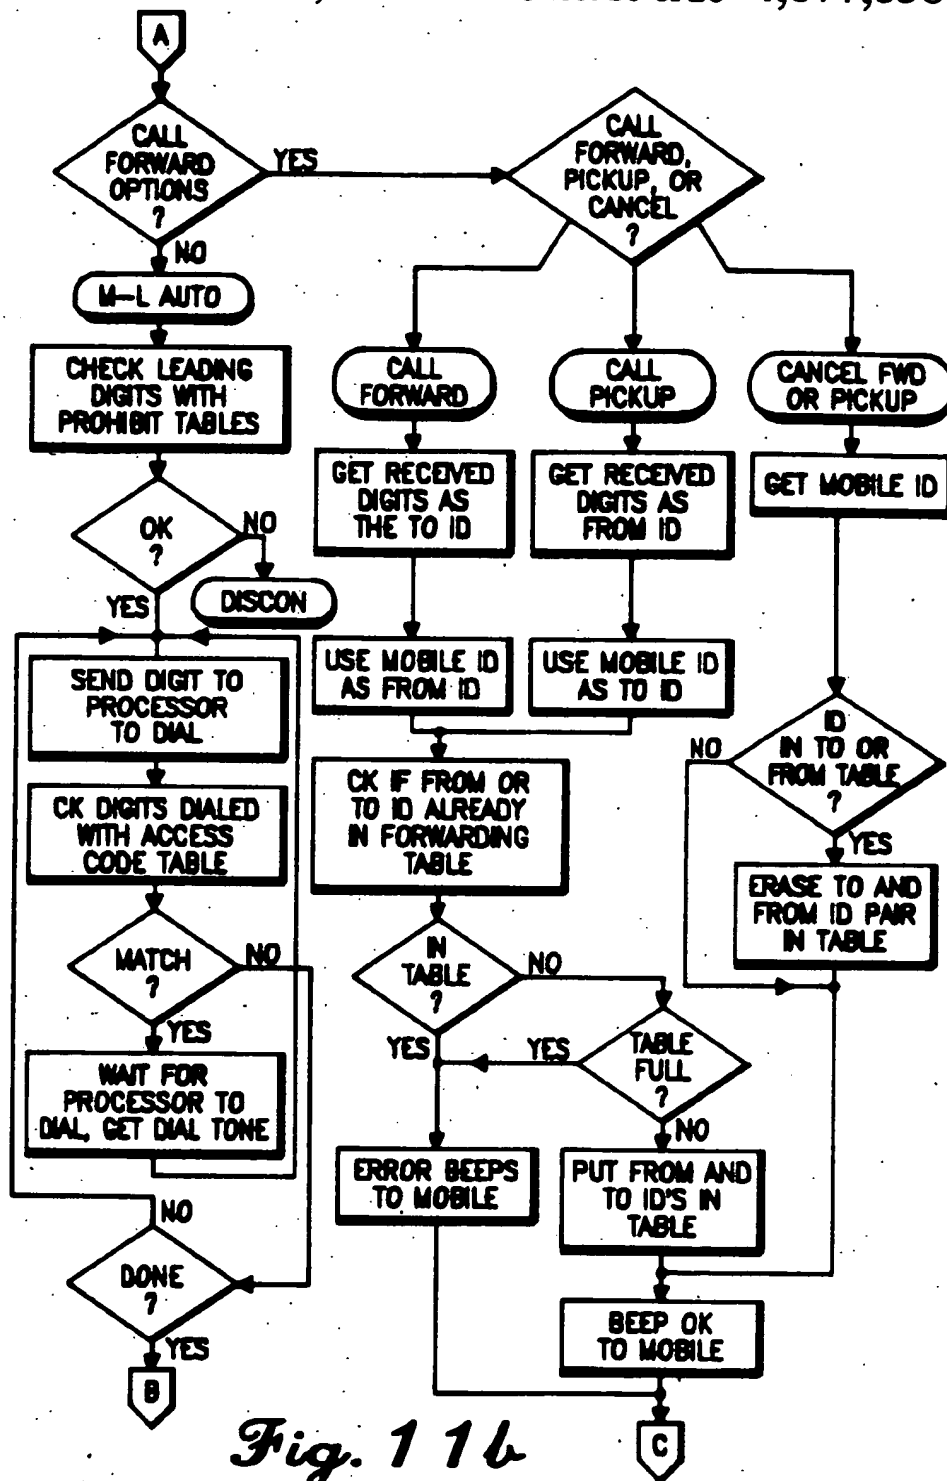 A
CALL
FORWARD
OPTIONS
?
YES
NO
CALL
FORWARD,
PICKUP, OR
CANCEL
?
M-L AUTO
CHECK LEADING
DIGITS WITH
PROHIBIT TABLES
OK
?
NO
DISCON
YES
SEND DIGIT TO
PROCESSOR
TO DIAL
CK DIGITS DIALED
WITH ACCESS
CODE TABLE
MATCH
?
NO
YES
WAIT FOR
PROCESSOR TO
DIAL, GET DIAL TONE
NO
DONE
?
YES
B
CALL
FORWARD
GET RECEIVED
DIGITS AS
THE TO ID
USE MOBILE ID
AS FROM ID
CALL
PICKUP
GET RECEIVED
DIGITS AS
FROM ID
USE MOBILE ID
AS TO ID
CK IF FROM OR
TO ID ALREADY
IN FORWARDING
TABLE
IN
TABLE
?
NO
YES
YES
TABLE
FULL
?
NO
ERROR BEEPS
TO MOBILE
PUT FROM AND
TO ID'S IN
TABLE
BEEP OK
TO MOBILE
C
CANCEL FWD
OR PICKUP
GET MOBILE ID
ID
IN TO OR
FROM TABLE
?
NO
YES
ERASE TO AND
FROM ID PAIR
IN TABLE
Fig. 11b